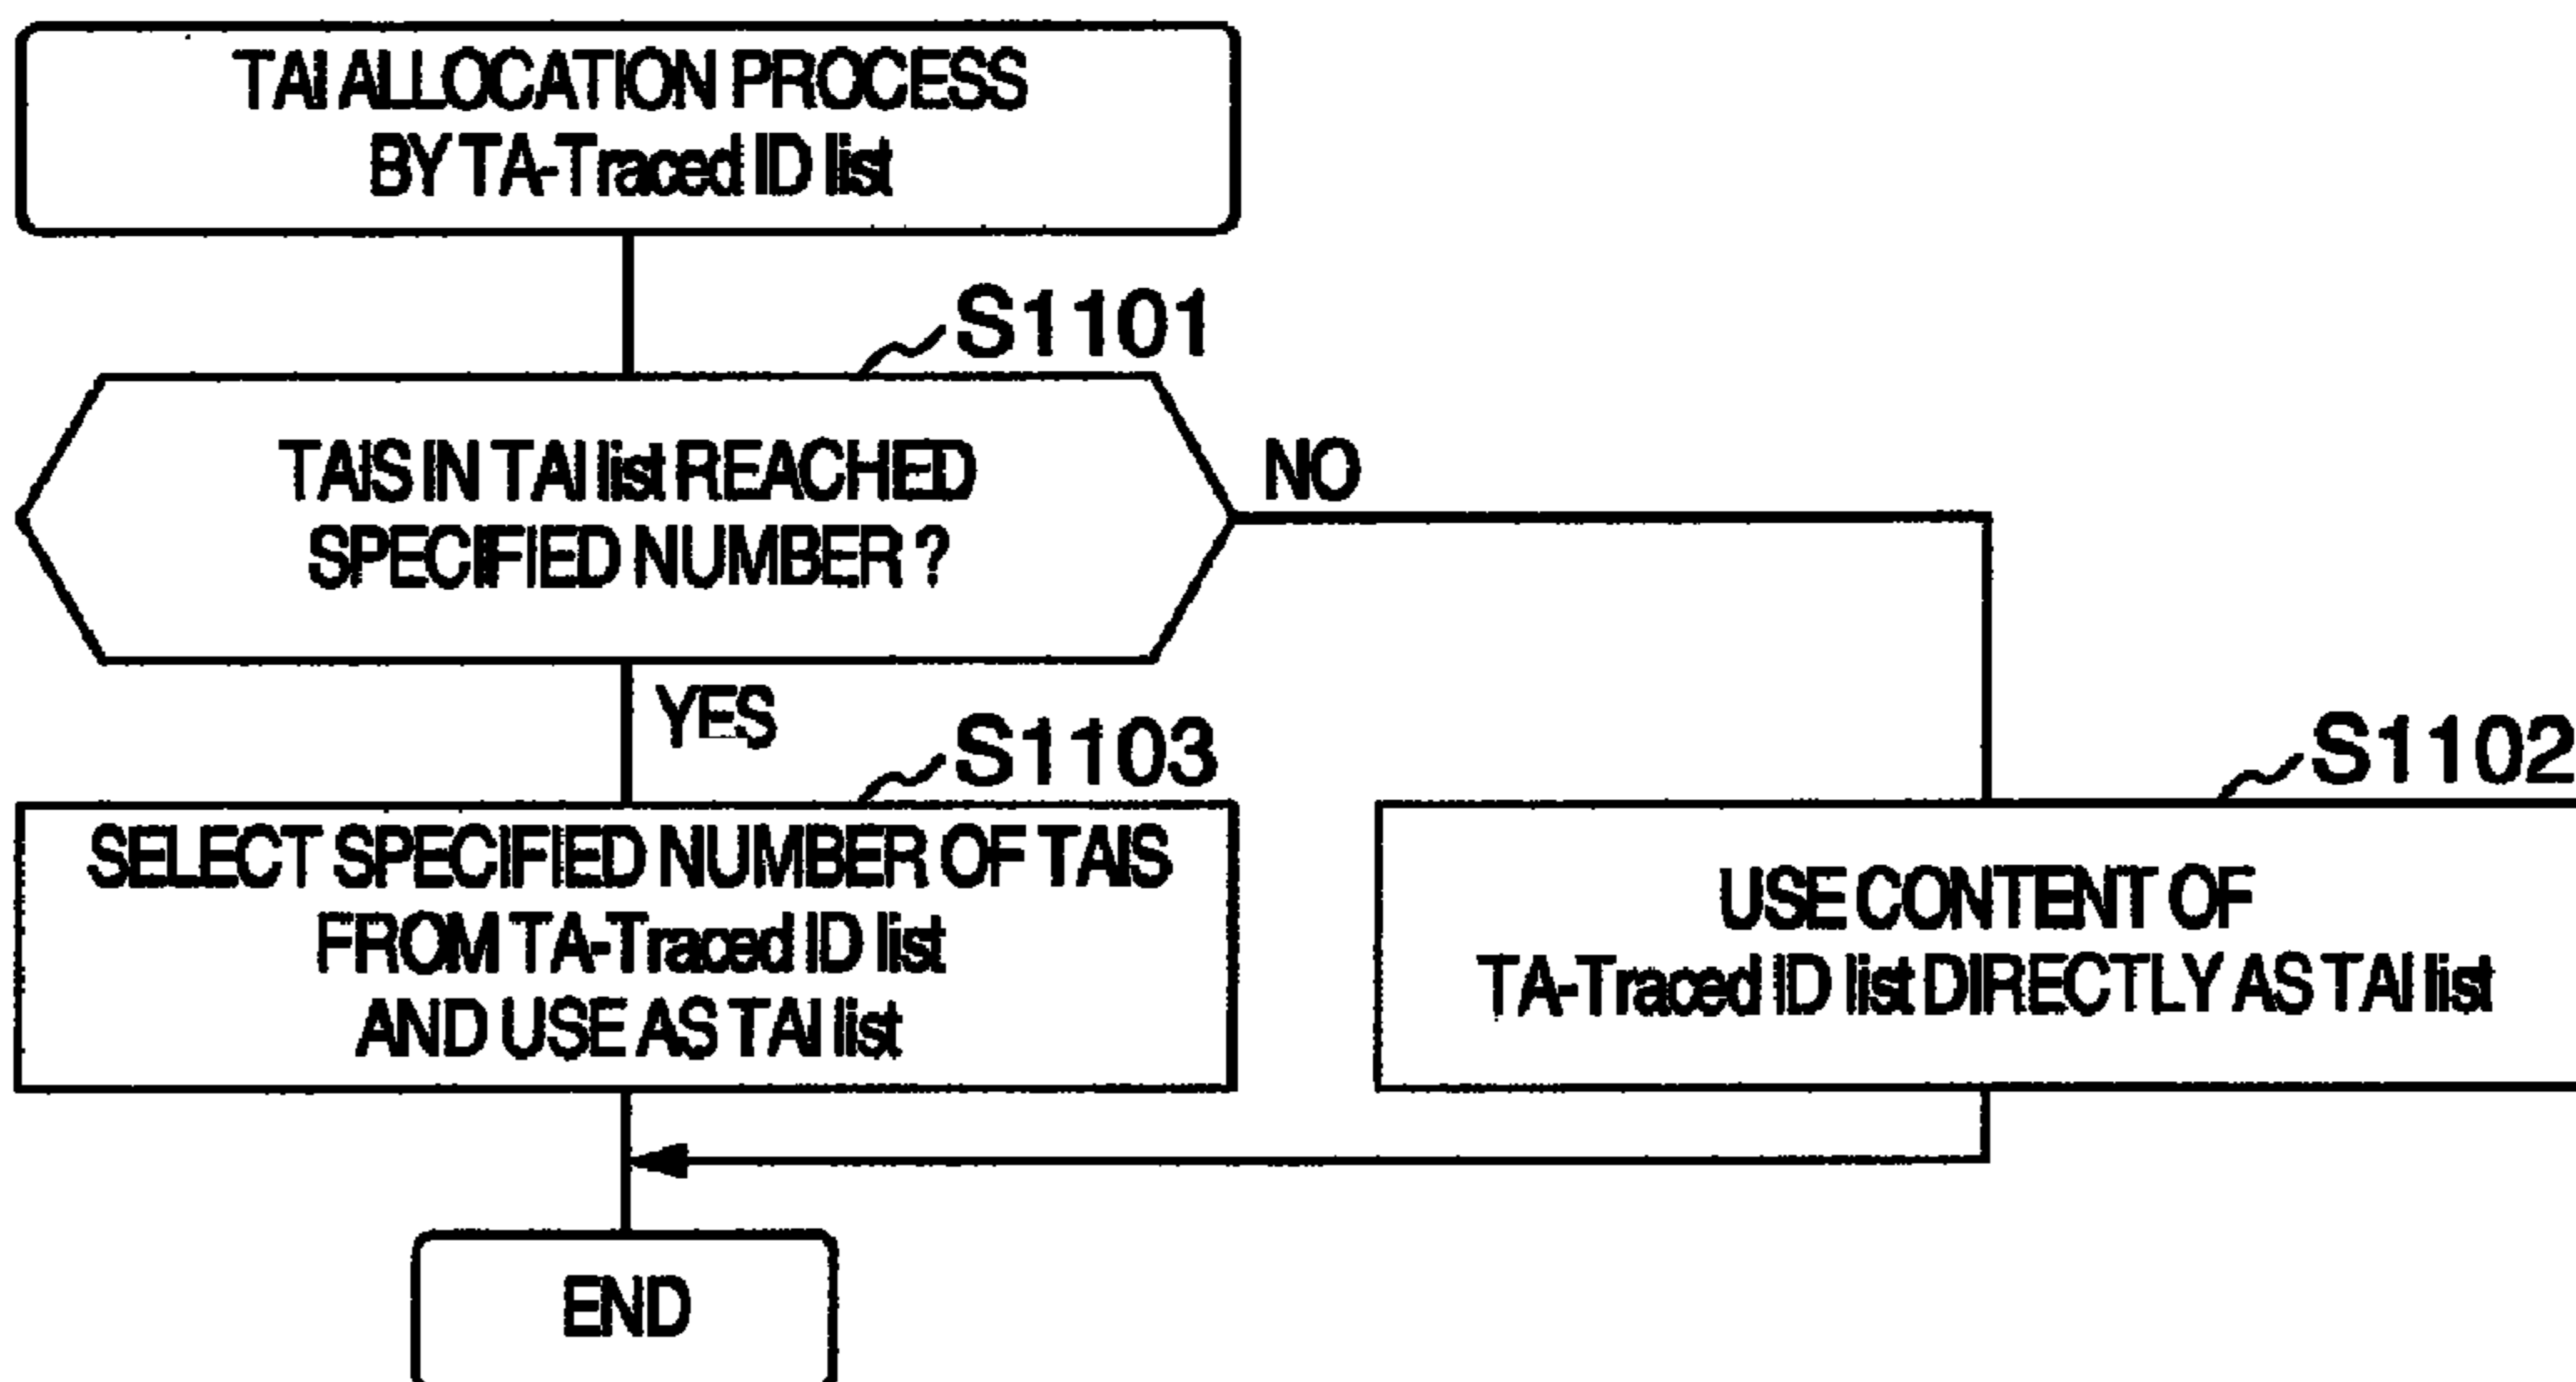 TAI ALLOCATION PROCESS
BY TA-Traced ID list
S1101
TAIS IN TAI list REACHED
SPECIFIED NUMBER ?
NO
YES
S1103
SELECT SPECIFIED NUMBER OF TAIS
FROM TA-Traced ID list
AND USE AS TAI list
S1102
USE CONTENT OF
TA-Traced ID list DIRECTLY AS TAI list
END